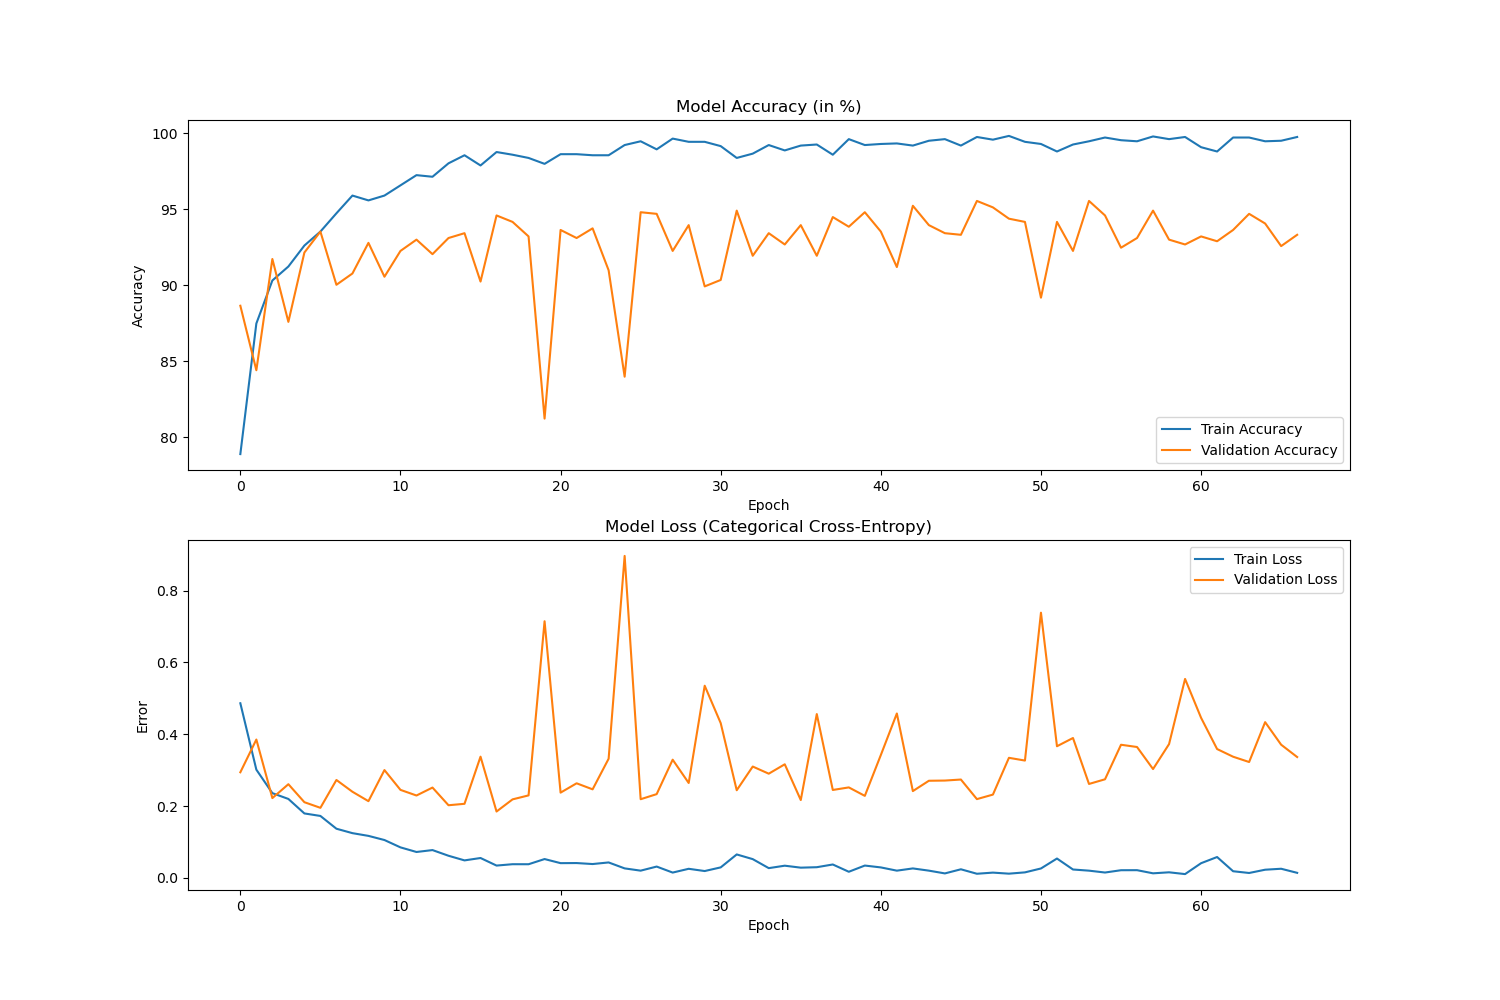 Model Accuracy (in %)
100
95
90
85
80
Accuracy
Train Accuracy
Validation Accuracy
0 10 20 30 40 50 60
Epoch
Model Loss (Categorical Cross-Entropy)
Train Loss
Validation Loss
0.8
0.6
0.4
0.2
0.0
Error
0 10 20 30 40 50 60
Epoch